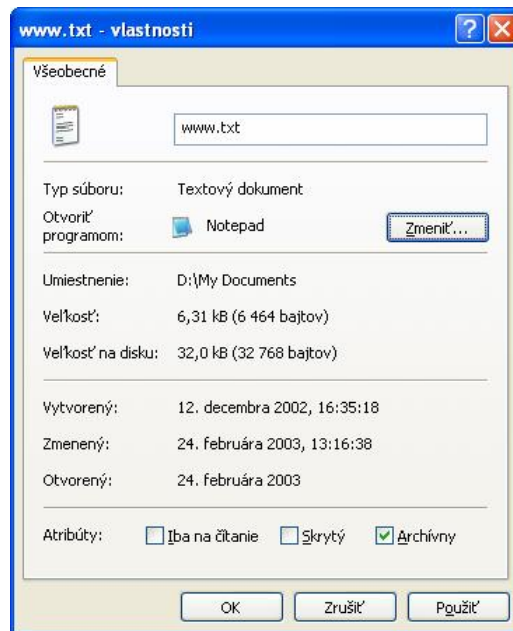 www.txt - vlastnosti
Všeobecné
www.txt
Typ súboru: Textový dokument
Otvoriť programom: Notepad Zmeniť...
Umiestnenie: D:\My Documents
Veľkosť: 6,31 kB (6 464 bajtov)
Veľkosť na disku: 32,0 kB (32 768 bajtov)
Vytvorený: 12. decembra 2002, 16:35:18
Zmenený: 24. februára 2003, 13:16:38
Otvorený: 24. februára 2003
Atribúty: Iba na čítanie Skrytý Archívny
OK Zrušiť Použiť